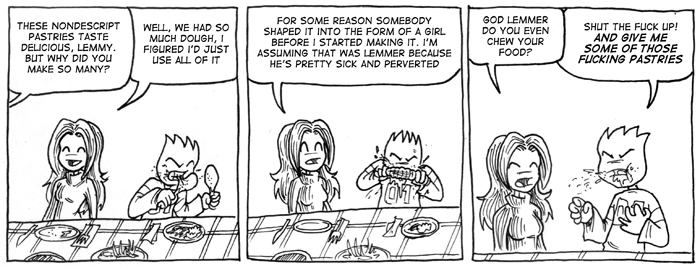 THESE NONDESCRIPT
PASTRIES TASTE
DELICIOUS, LEMMY.
BUT WHY DID YOU
MAKE SO MANY?
WELL, WE HAD SO
MUCH DOUGH, I
FIGURED I'D JUST
USE ALL OF IT
FOR SOME REASON SOMEBODY
SHAPED IT INTO THE FORM OF A GIRL
BEFORE I STARTED MAKING IT. I'M
ASSUMING THAT WAS LEMMER BECAUSE
HE'S PRETTY SICK AND PERVERTED
GOD LEMMER
DO YOU EVEN
CHEW YOUR
FOOD?
SHUT THE FUCK UP!
AND GIVE ME
SOME OF THOSE
FUCKING PASTRIES